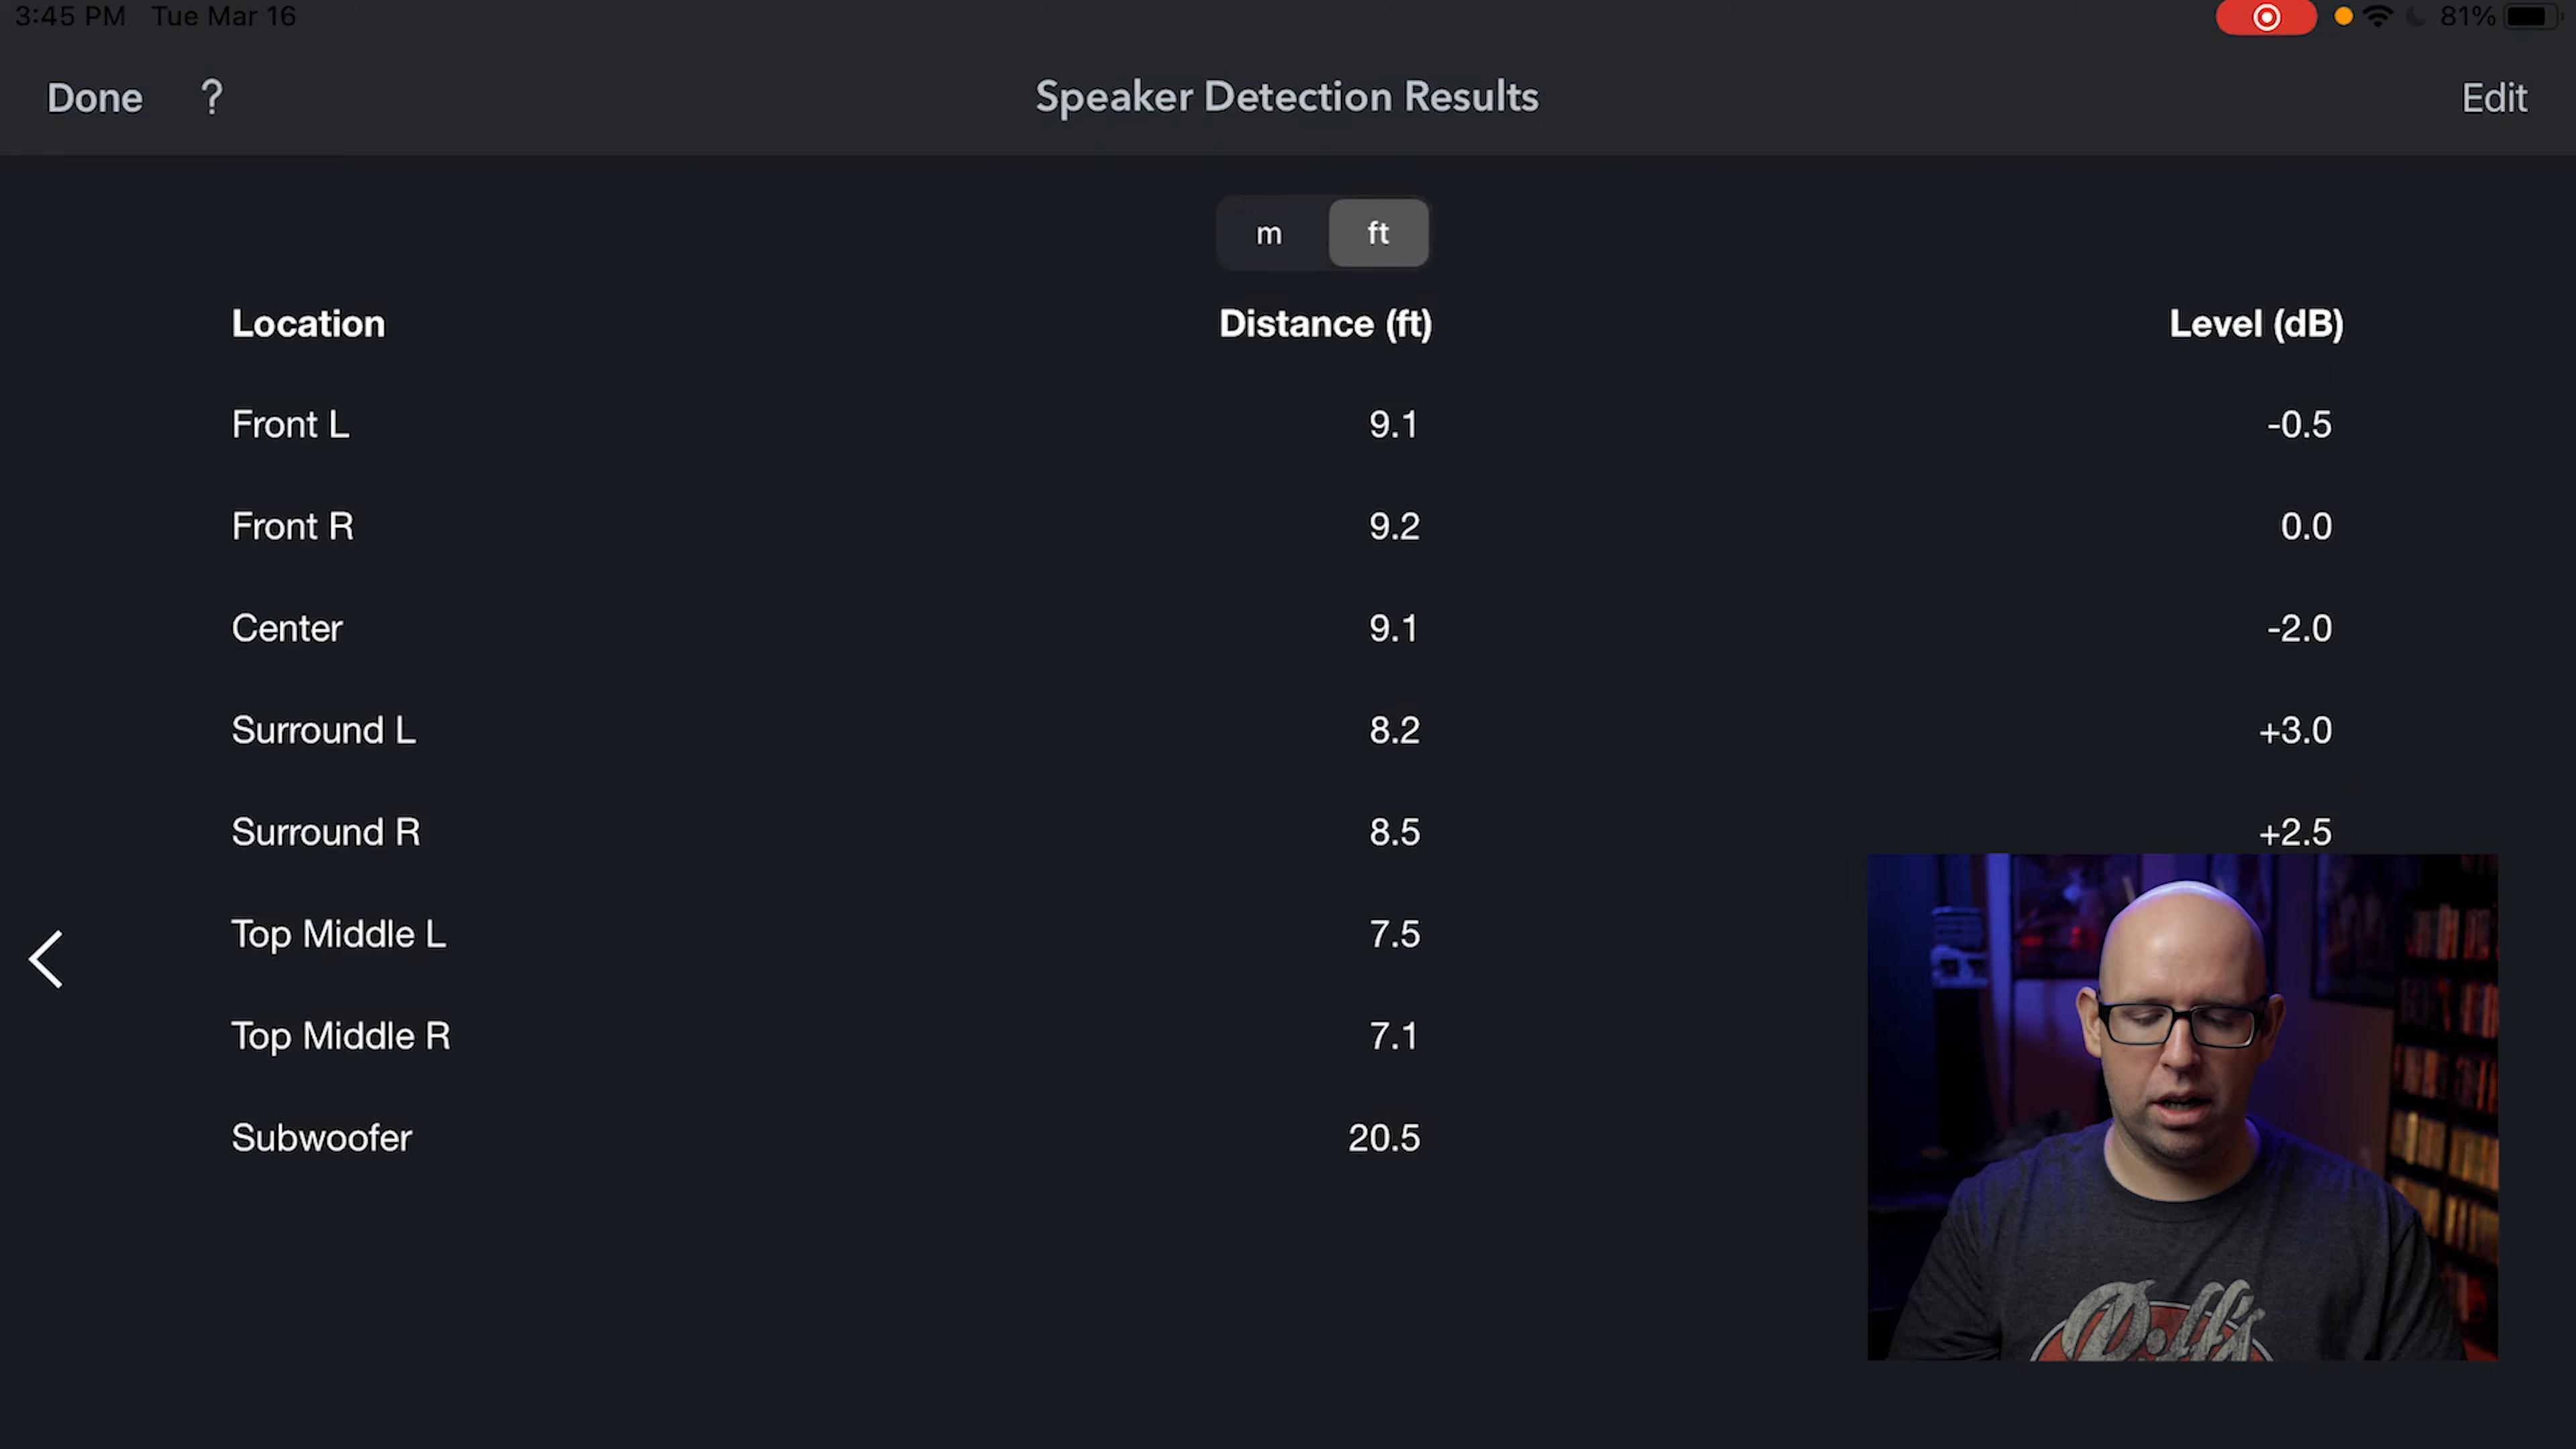 3:45 PM Tue Mar 16 81%
Done ? Speaker Detection Results Edit
m ft
Location Distance (ft) Level (dB)
Front L 9.1 -0.5
Front R 9.2 0.0
Center 9.1 -2.0
Surround L 8.2 +3.0
Surround R 8.5 +2.5
Top Middle L 7.5
Top Middle R 7.1
Subwoofer 20.5